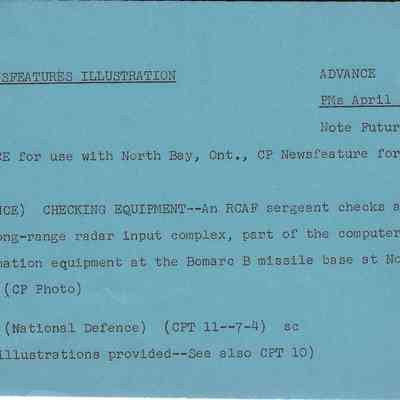 SFEATURES ILLUSTRATION
ADVANCE
PMs April
Note Futur
CE for use with North Bay, Ont., CP Newsfeature for
NCE) CHECKING EQUIPMENT--An RCAF sergeant checks a
ong-range radar input complex, part of the computer
mation equipment at the Bomarc B missile base at No
(CP Photo)
(National Defence) (CPT 11--7-4) sc
illustrations provided--See also CPT 10)